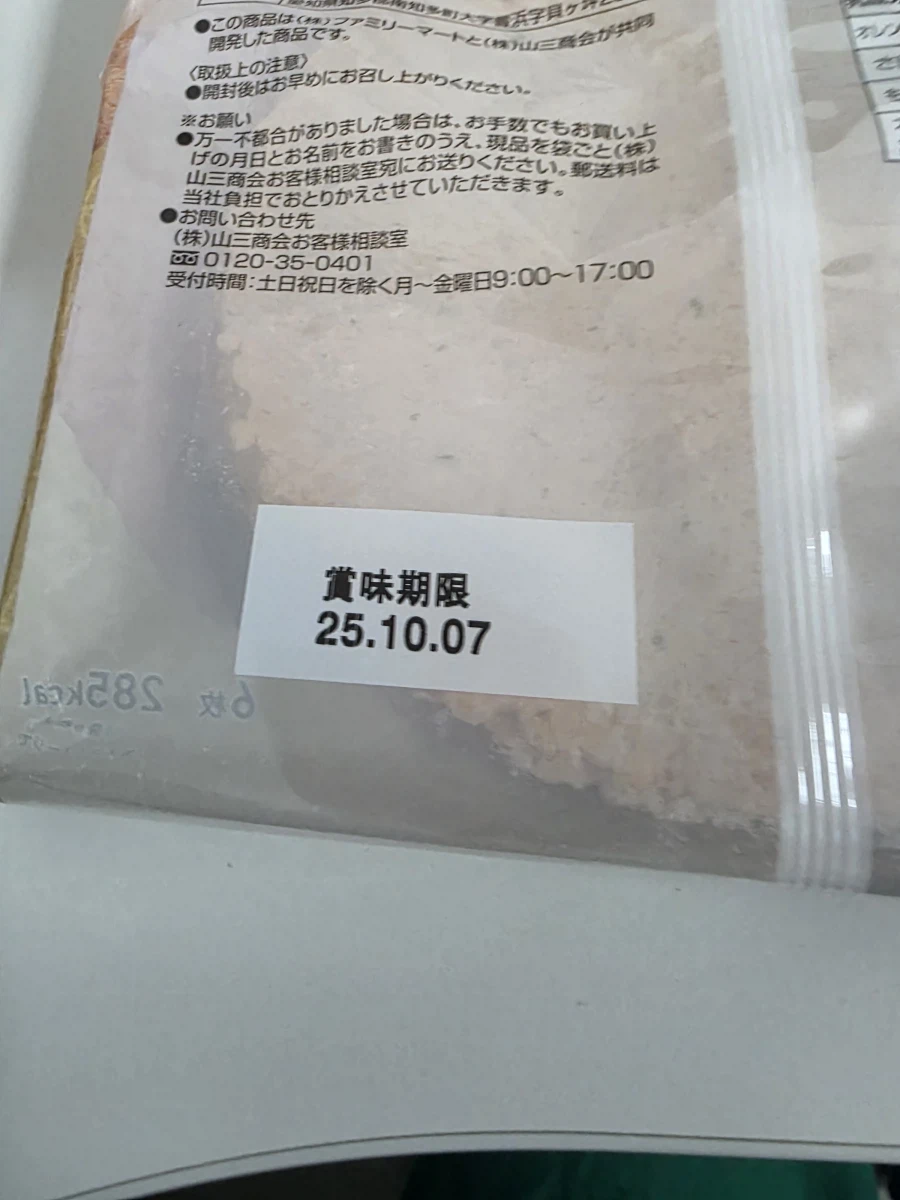 ●この商品は(株)ファミリーマートと(株)山三商会が共同
開発した商品です。
〈取扱上の注意〉
●開封後はお早めにお召し上がりください。
※お願い
●万一不都合がありました場合は、お手数でもお買い上
げの月日とお名前をお書きのうえ、現品を袋ごと(株)
山三商会お客様相談室宛にお送りください。郵送料は
当社負担でおとりかえさせていただきます。
●お問い合わせ先
(株)山三商会お客様相談室
0120-35-0401
受付時間:土日祝日を除く月〜金曜日9:00〜17:00
賞味期限
25.10.07
6枚 285kcal